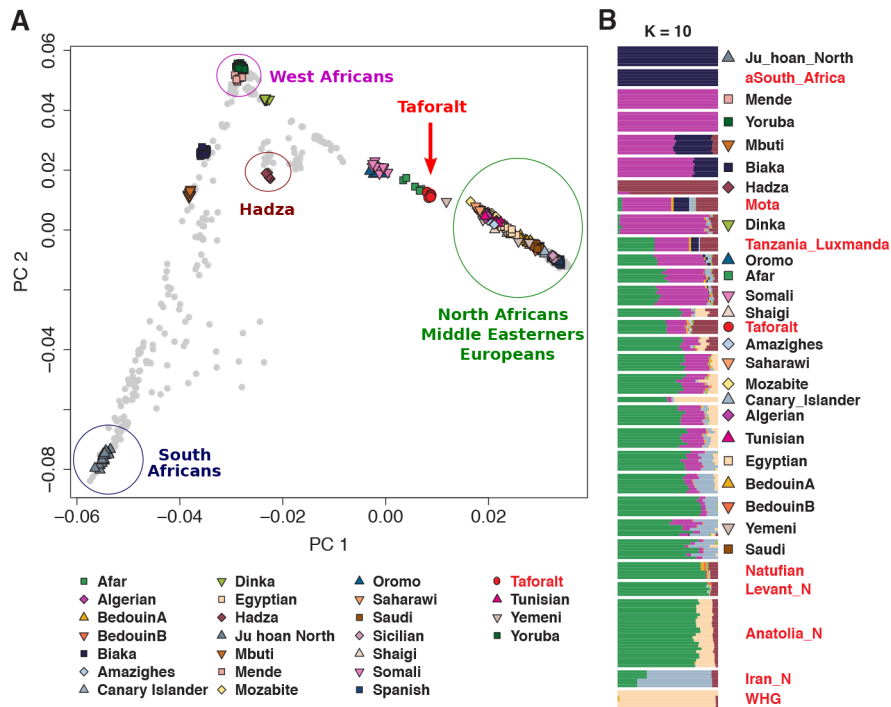 A
B
K = 10
0.06
0.04
0.02
0.00
−0.04
−0.08
PC 2
−0.06
−0.04
−0.02
0.00
0.02
PC 1
West Africans
Taforalt
Hadza
North Africans
Middle Easterners
Europeans
South
Africans
Afar
Algerian
BedouinA
BedouinB
Biaka
Amazighes
Canary Islander
Dinka
Egyptian
Hadza
Ju hoan North
Mbuti
Mende
Mozabite
Oromo
Saharawi
Saudi
Sicilian
Shaigi
Somali
Spanish
Taforalt
Tunisian
Yemeni
Yoruba
Ju_hoan_North
aSouth_Africa
Mende
Yoruba
Mbuti
Biaka
Hadza
Mota
Dinka
Tanzania_Luxmanda
Oromo
Afar
Somali
Shaigi
Taforalt
Amazighes
Saharawi
Mozabite
Canary_Islander
Algerian
Tunisian
Egyptian
BedouinA
BedouinB
Yemeni
Saudi
Natufian
Levant_N
Anatolia_N
Iran_N
WHG